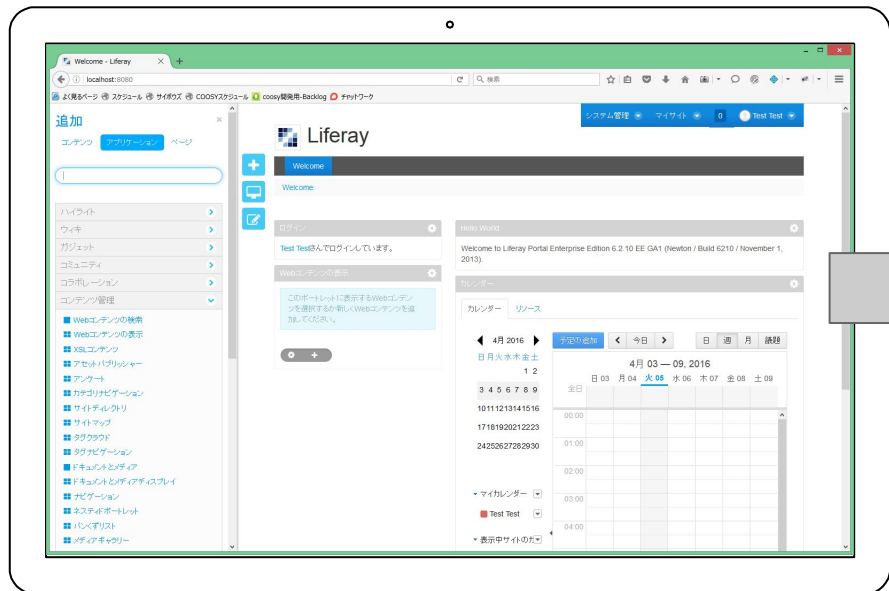 Welcome - Liferay
localhost:8080
検索
よく見るページ スケジュール サイボウズ COOSYスケジュール coosy開発用-Backlog チャットワーク
追加
コンテンツ アプリケーション ページ
ハイライト
ウィキ
ガジェット
コミュニティ
コラボレーション
コンテンツ管理
Webコンテンツの検索
Webコンテンツの表示
XSLコンテンツ
アセットパブリッシャー
アンケート
カテゴリナビゲーション
サイトディレクトリ
サイトマップ
タグクラウド
タグナビゲーション
ドキュメントとメディア
ドキュメントとメディアディスプレイ
ナビゲーション
ネスティドポートレット
パンくずリスト
メディアギャラリー
システム管理 マイサイト 0 Test Test
Liferay
Welcome
Welcome
ログイン
Test Testさんでログインしています。
Webコンテンツの表示
このポートレットに表示するWebコンテン
ツを選択するか新しくWebコンテンツを追
加してください。
Hello World
Welcome to Liferay Portal Enterprise Edition 6.2.10 EE GA1 (Newton / Build 6210 / November 1,
2013).
カレンダー
カレンダー リソース
4月 2016
日月火水木金土
1 2
3 4 5 6 7 8 9
10111213141516
17181920212223
24252627282930
マイカレンダー
Test Test
表示中サイトのカ
予定の追加 今日 日 週 月 議題
4月 03 — 09, 2016
日 03 月 04 火 05 水 06 木 07 金 08 土 09
全日
00:00
01:00
02:00
03:00
04:00